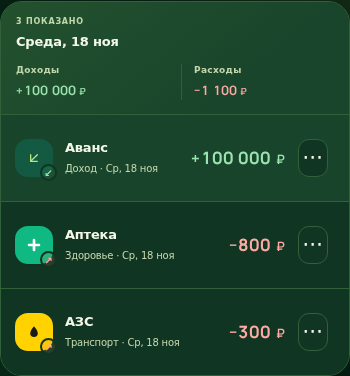 3 ПОКАЗАНО
Среда, 18 ноя
Доходы
+100 000 ₽
Расходы
−1 100 ₽
Аванс
Доход · Ср, 18 ноя
+100 000 ₽
Аптека
Здоровье · Ср, 18 ноя
−800 ₽
АЗС
Транспорт · Ср, 18 ноя
−300 ₽